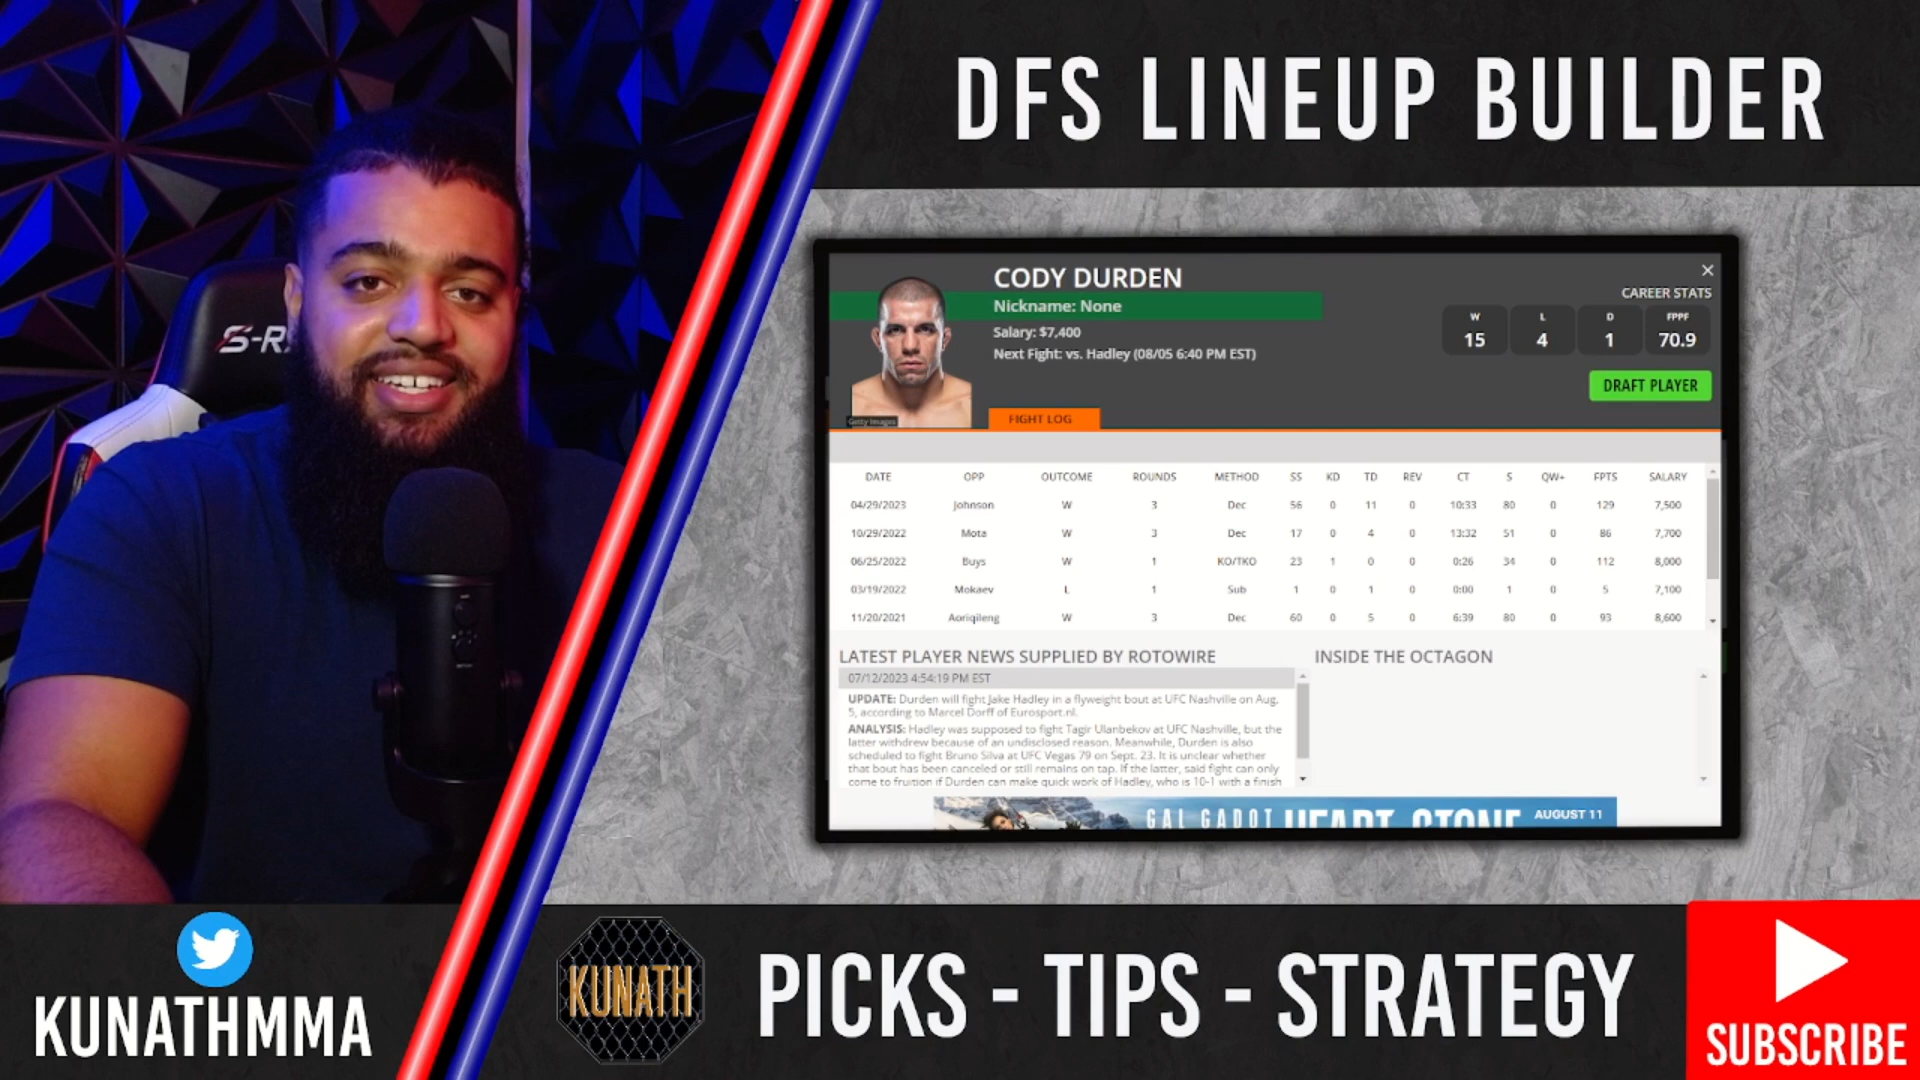 DFS LINEUP BUILDER
S-R
CODY DURDEN
Nickname: None
Salary: $7,400
Next Fight: vs. Hadley (08/05 6:40 PM EST)
CAREER STATS
W L D FPPF
15 4 1 70.9
DRAFT PLAYER
Getty Images
FIGHT LOG
DATE OPP OUTCOME ROUNDS METHOD SS KD TD REV CT S QW+ FPTS SALARY
04/29/2023 Johnson W 3 Dec 56 0 11 0 10:33 80 0 129 7,500
10/29/2022 Mota W 3 Dec 17 0 4 0 13:32 51 0 86 7,700
06/25/2022 Buys W 1 KO/TKO 23 1 0 0 0:26 34 0 112 8,000
03/19/2022 Mokaev L 1 Sub 1 0 1 0 0:00 1 0 5 7,100
11/20/2021 Aoriqileng W 3 Dec 60 0 5 0 6:39 80 0 93 8,600
LATEST PLAYER NEWS SUPPLIED BY ROTOWIRE
07/12/2023 4:54:19 PM EST
UPDATE: Durden will fight Jake Hadley in a flyweight bout at UFC Nashville on Aug.
5, according to Marcel Dorff of Eurosport.nl.
ANALYSIS: Hadley was supposed to fight Tagir Ulanbekov at UFC Nashville, but the
latter withdrew because of an undisclosed reason. Meanwhile, Durden is also
scheduled to fight Bruno Silva at UFC Vegas 79 on Sept. 23. It is unclear whether
that bout has been canceled or still remains on tap. If the latter, said fight can only
come to fruition if Durden can make quick work of Hadley, who is 10-1 with a finish
INSIDE THE OCTAGON
GAL GADOT HEART STONE AUGUST 11
KUNATHMMA
KUNATH
PICKS - TIPS - STRATEGY
SUBSCRIBE